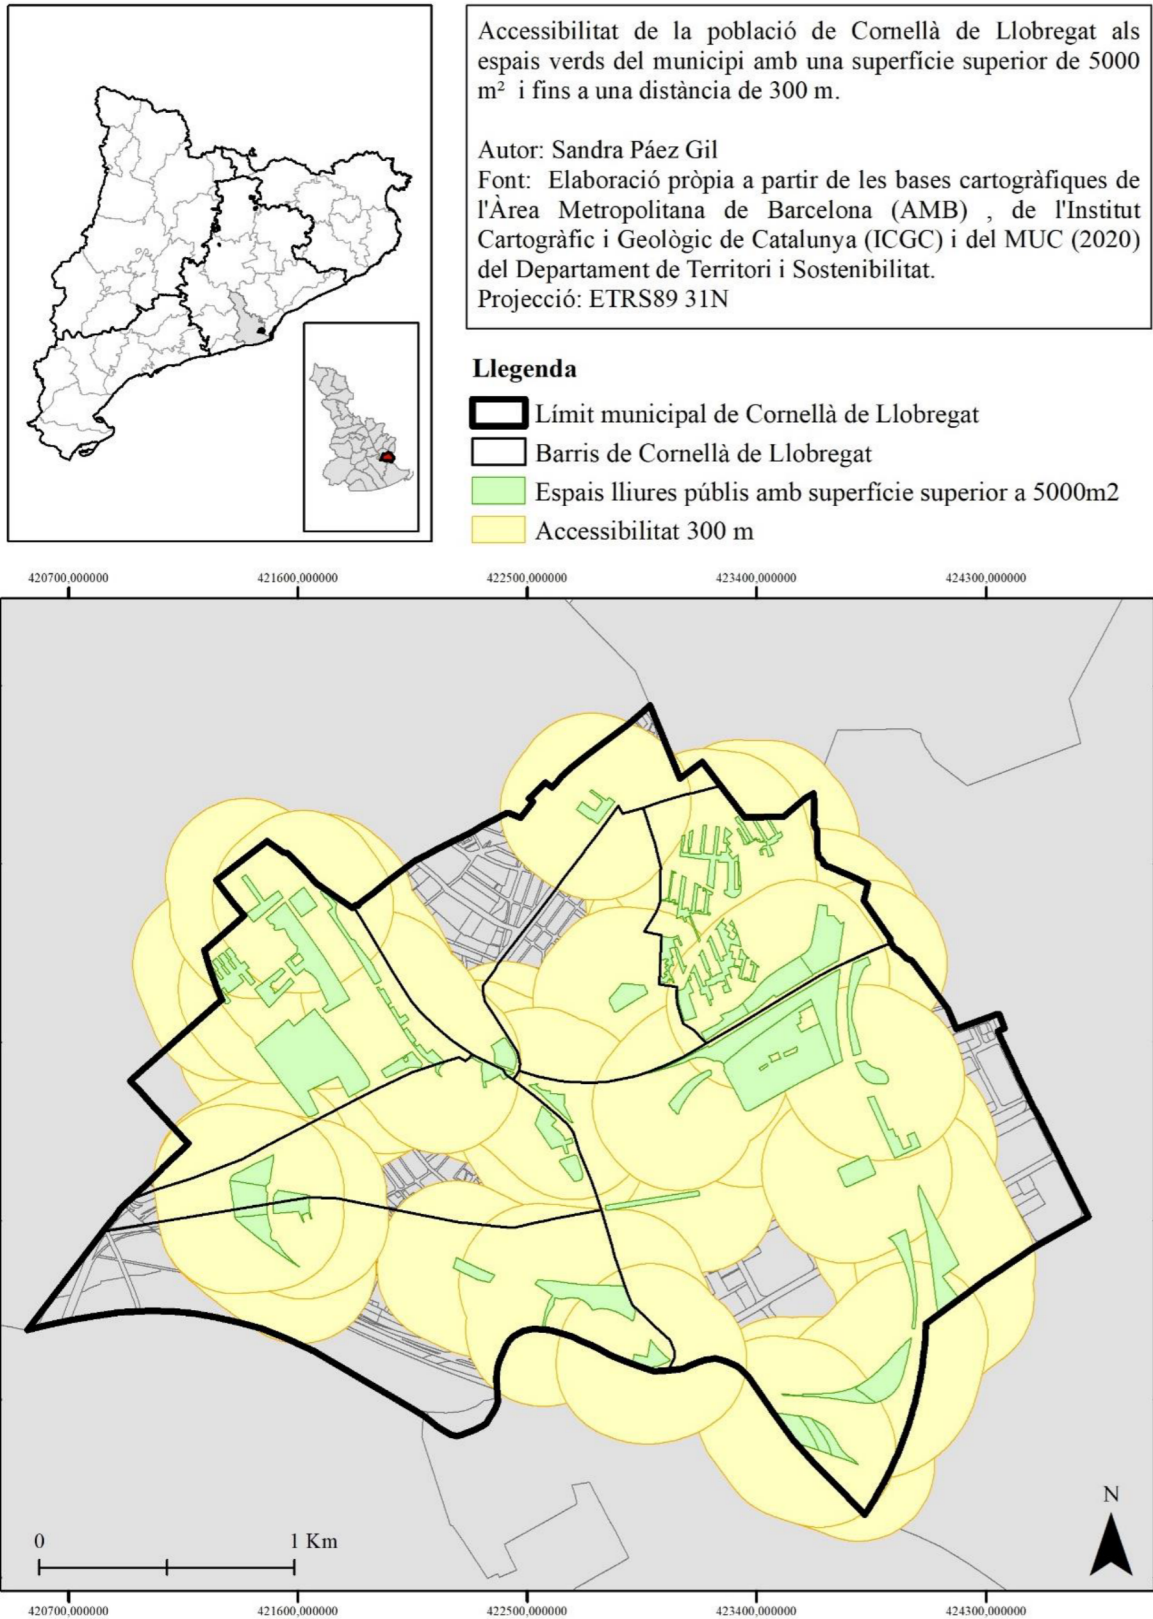 Accessibilitat de la població de Cornellà de Llobregat als
espais verds del municipi amb una superfície superior de 5000
m² i fins a una distància de 300 m.
Autor: Sandra Páez Gil
Font: Elaboració pròpia a partir de les bases cartogràfiques de
l'Àrea Metropolitana de Barcelona (AMB) , de l'Institut
Cartogràfic i Geològic de Catalunya (ICGC) i del MUC (2020)
del Departament de Territori i Sostenibilitat.
Projecció: ETRS89 31N
Llegenda
Límit municipal de Cornellà de Llobregat
Barris de Cornellà de Llobregat
Espais lliures públis amb superfície superior a 5000m2
Accessibilitat 300 m
420700,000000 421600,000000 422500,000000 423400,000000 424300,000000
N
0 1 Km
420700,000000 421600,000000 422500,000000 423400,000000 424300,000000